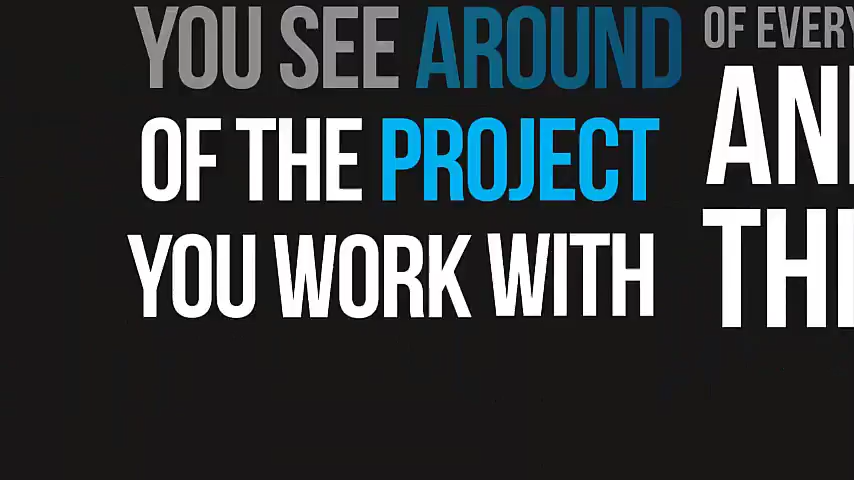 YOU SEE AROUND
OF THE PROJECT
YOU WORK WITH
OF EVERY